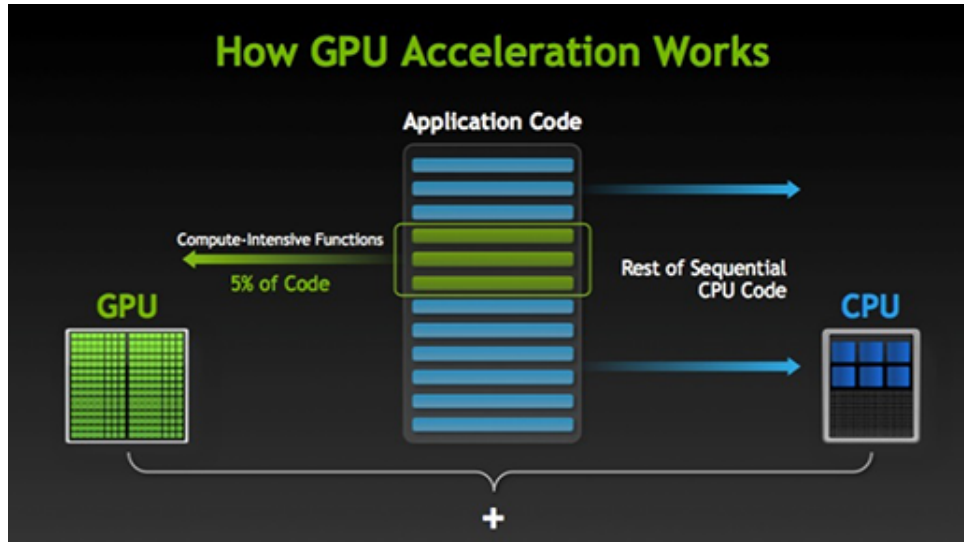 How GPU Acceleration Works
Application Code
Compute-Intensive Functions
5% of Code
Rest of Sequential
CPU Code
GPU
CPU
+